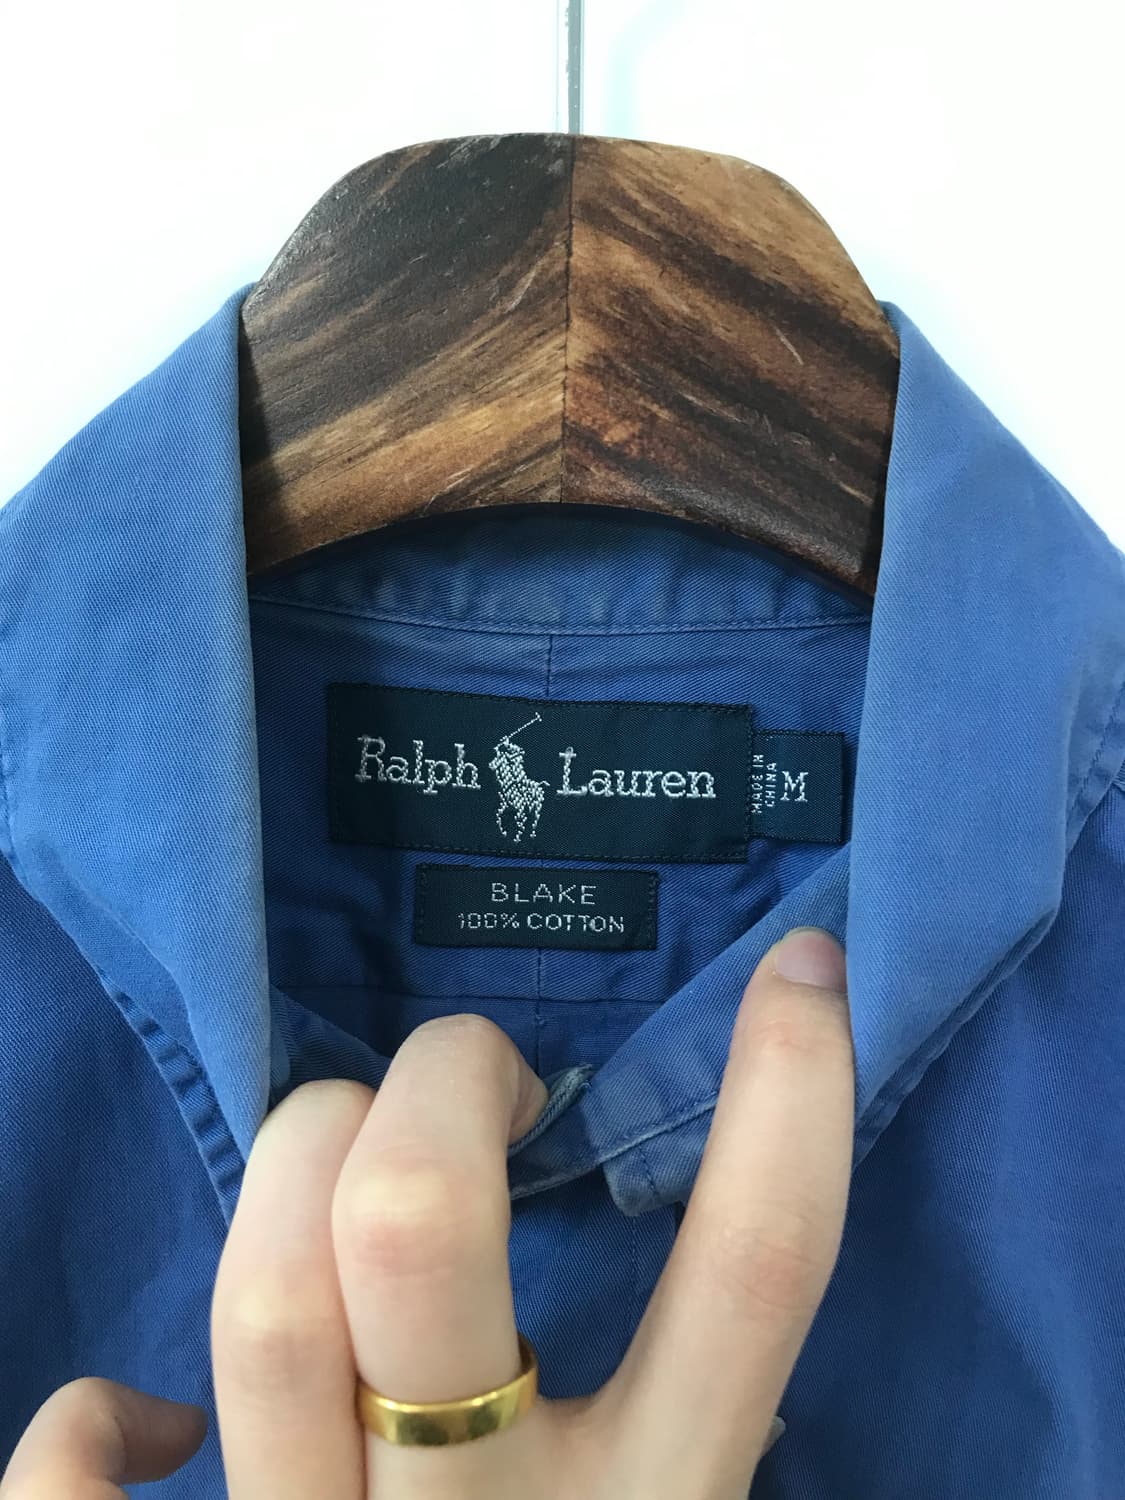 Ralph Lauren
MADE IN
CHINA
M
BLAKE
100% COTTON